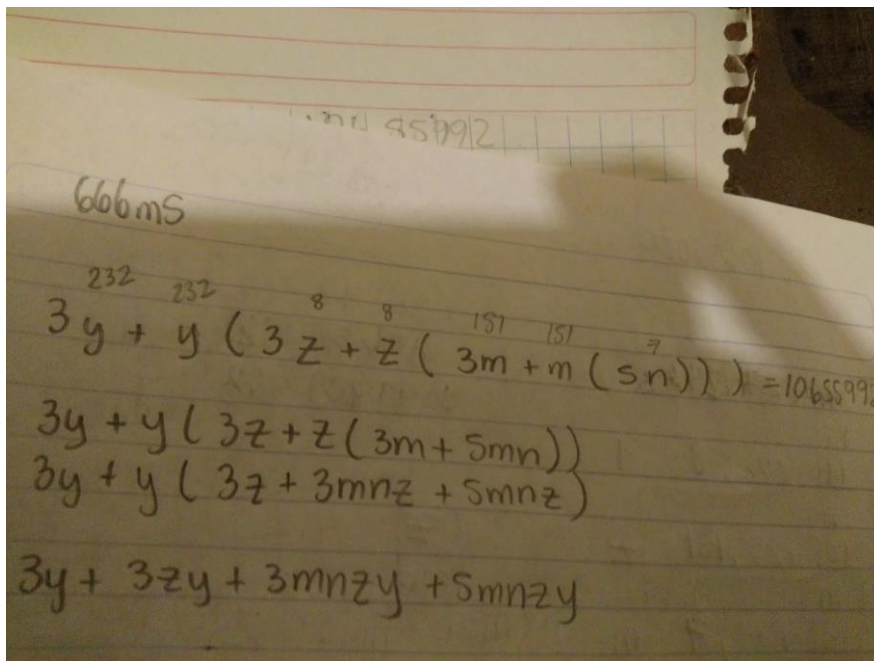 85992
666ms
232 232 8 8 151 151 7
3y + y ( 3z + z ( 3m + m ( 5n ) ) ) = 10655992
3y + y ( 3z + z ( 3m + 5mn ) )
3y + y ( 3z + 3mnz + 5mnz )
3y + 3zy + 3mnzy + 5mnzy